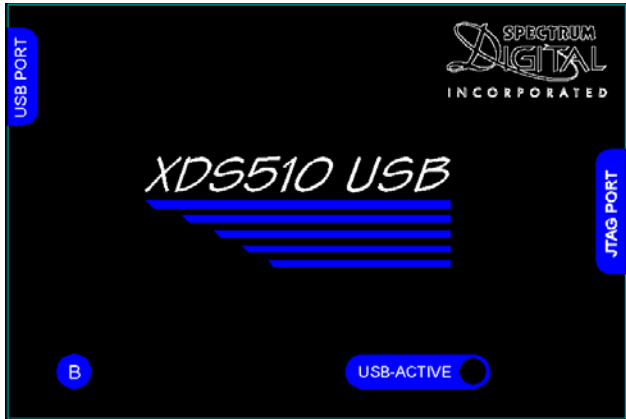 USB PORT
SPECTRUM
DIGITAL
INCORPORATED
XDS510 USB
JTAG PORT
B
USB-ACTIVE